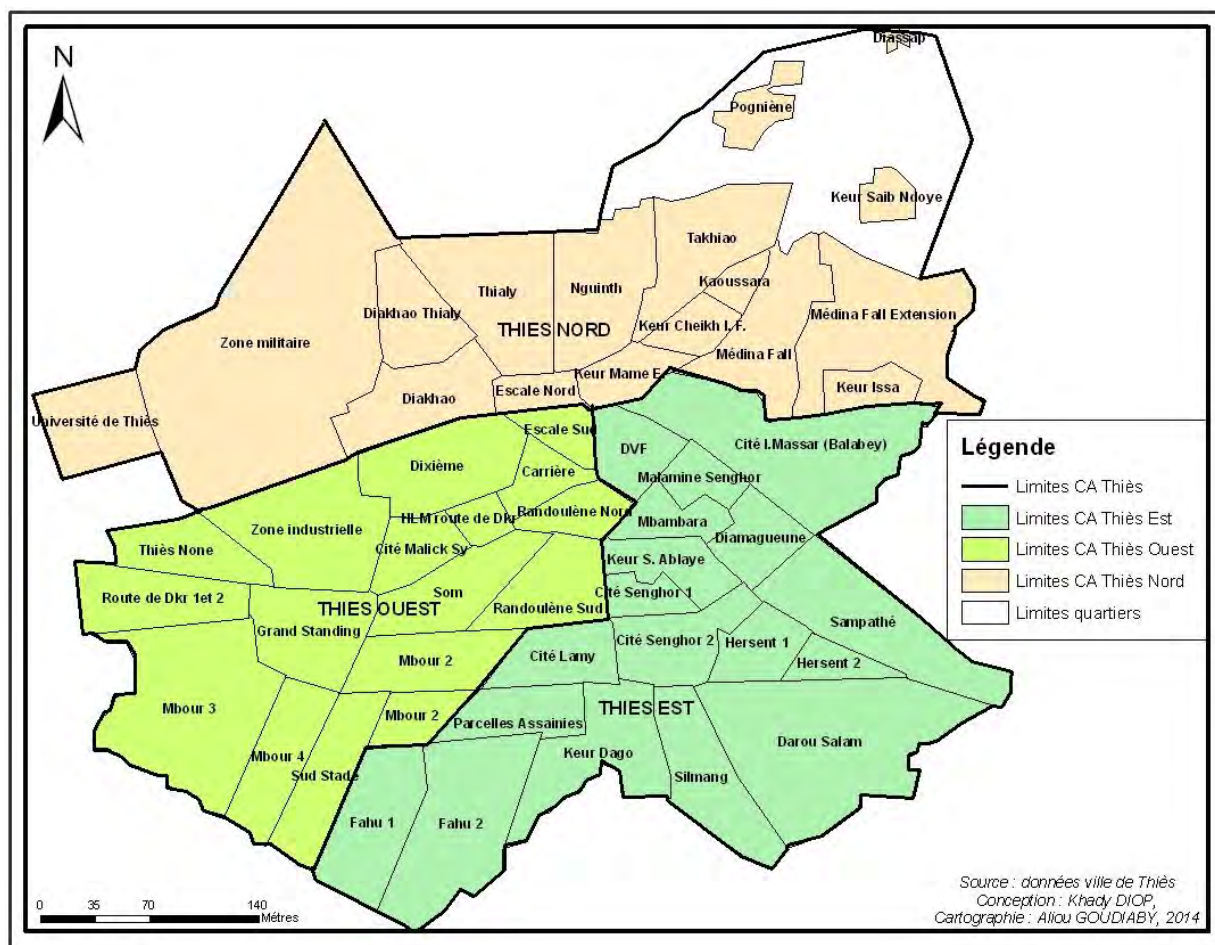 N
Diassap
Pogniène
Keur Saib Ndoye
Takhiao
Kaoussara
Thialy
Nguinth
Diakhao Thialy
THIES NORD
Keur Cheikh I. F.
Médina Fall Extension
Zone militaire
Médina Fall
Keur Mame E
Keur Issa
Escale Nord
Diakhao
Université de Thiès
Escale Sud
DVF
Cité I.Massar (Balabey)
Dixième
Carrière
Malamine Senghor
HLM route de Dkr
Randoulène Nord
Mbambara
Zone industrielle
Diamagueune
Thiès None
Cité Malick Sy
Keur S. Ablaye
Route de Dkr 1et 2
Som
Cité Senghor 1
THIES OUEST
Randoulène Sud
Sampathé
Grand Standing
Cité Senghor 2
Hersent 1
Mbour 2
Cité Lamy
Hersent 2
Mbour 3
THIES EST
Mbour 2
Parcelles Assainies
Darou Salam
Mbour 4
Keur Dago
Sud Stade
Silmang
Fahu 1
Fahu 2
Légende
Limites CA Thiès
Limites CA Thiès Est
Limites CA Thiès Ouest
Limites CA Thiès Nord
Limites quartiers
0 35 70 140
Métres
Source : données ville de Thiès
Conception : Khady DIOP,
Cartographie : Aliou GOUDIABY, 2014